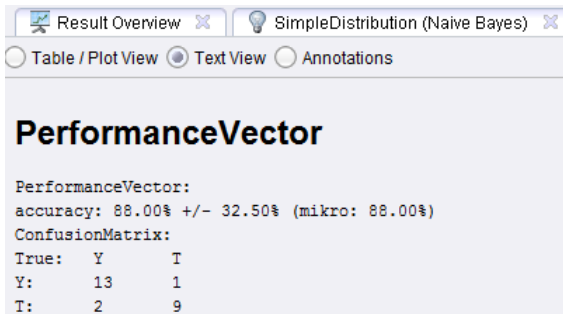 Result Overview SimpleDistribution (Naive Bayes)
Table / Plot View Text View Annotations
PerformanceVector
PerformanceVector:
accuracy: 88.00% +/- 32.50% (mikro: 88.00%)
ConfusionMatrix:
True: Y T
Y: 13 1
T: 2 9